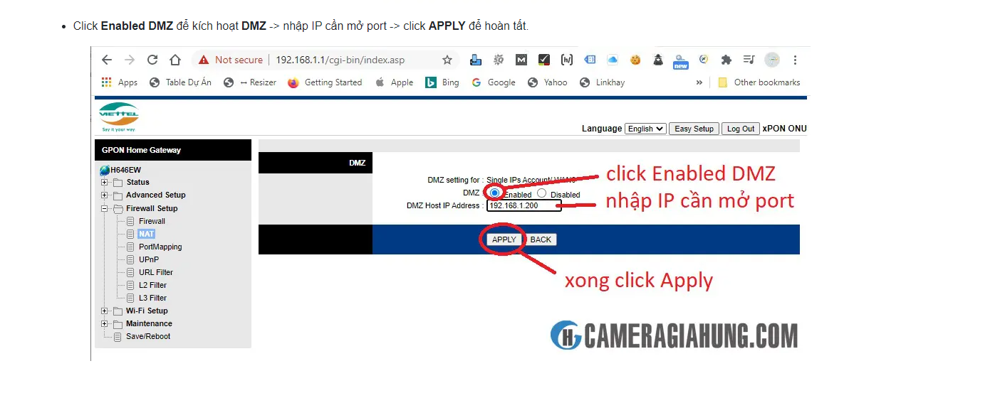 Click Enabled DMZ để kích hoạt DMZ -> nhập IP cần mở port -> click APPLY để hoàn tất.
Not secure | 192.168.1.1/cgi-bin/index.asp
new
Apps Table Dự Án ↔ Resizer Getting Started Apple Bing Google Yahoo Linkhay » Other bookmarks
VIETTEL
Say it your way
Language English Easy Setup Log Out xPON ONU
GPON Home Gateway
H646EW
Status
Advanced Setup
Firewall Setup
Firewall
NAT
PortMapping
UPnP
URL Filter
L2 Filter
L3 Filter
Wi-Fi Setup
Maintenance
Save/Reboot
DMZ
DMZ setting for : Single IPs Account/
DMZ Enabled Disabled
DMZ Host IP Address : 192.168.1.200
APPLY BACK
click Enabled DMZ
nhập IP cần mở port
xong click Apply
CAMERAGIAHUNG.COM